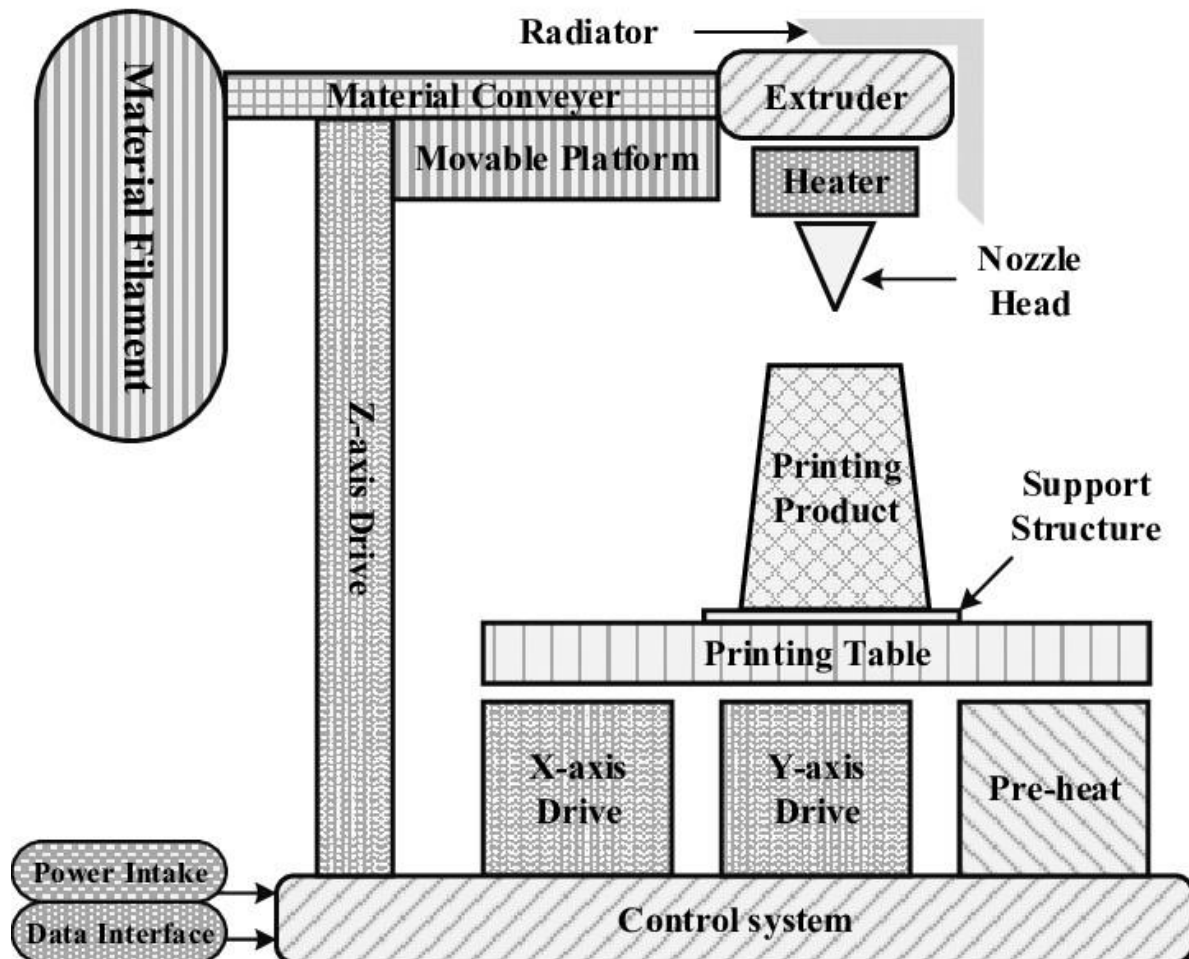 Radiator
Material Filament
Material Conveyer
Extruder
Movable Platform
Heater
Nozzle
Head
Z-axis Drive
Printing
Product
Support
Structure
Printing Table
X-axis
Drive
Y-axis
Drive
Pre-heat
Power Intake
Data Interface
Control system